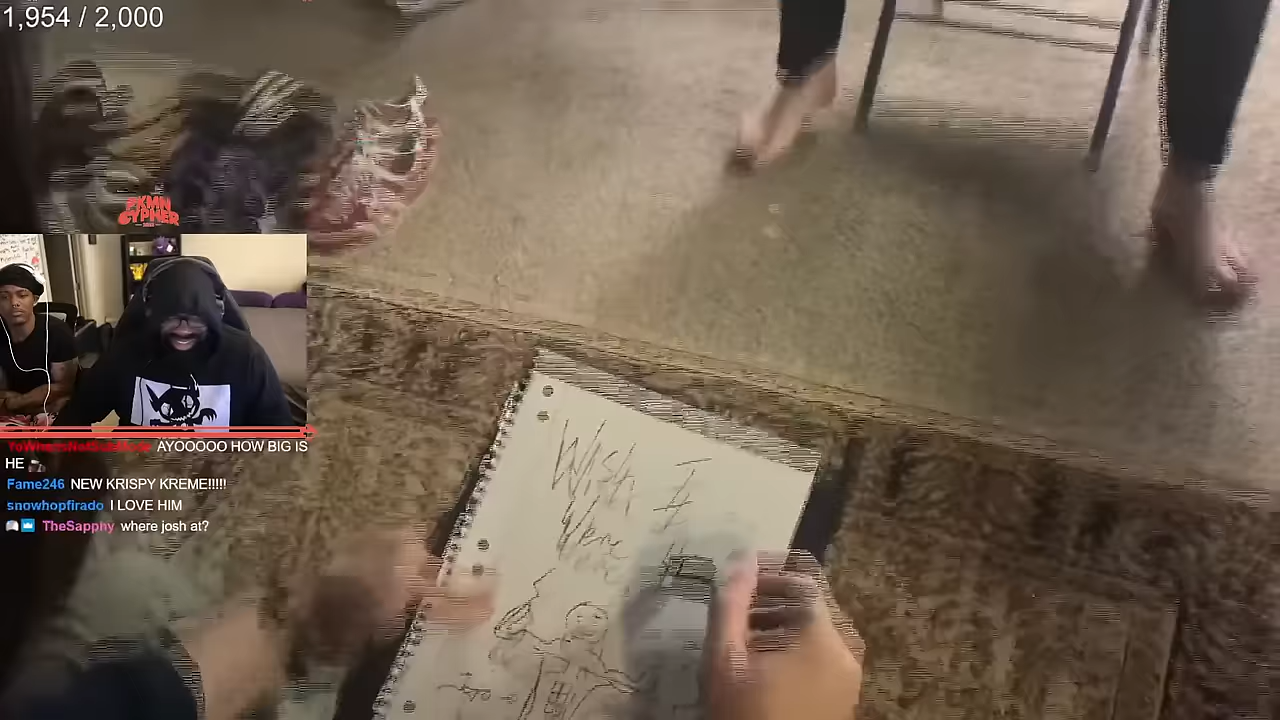 1,954 / 2,000
PKMN
CYPHER
AYOOOOO HOW BIG IS
HE
Fame246 NEW KRISPY KREME!!!!!
snowhopfirado I LOVE HIM
TheSapphy where josh at?
Wish I
Were